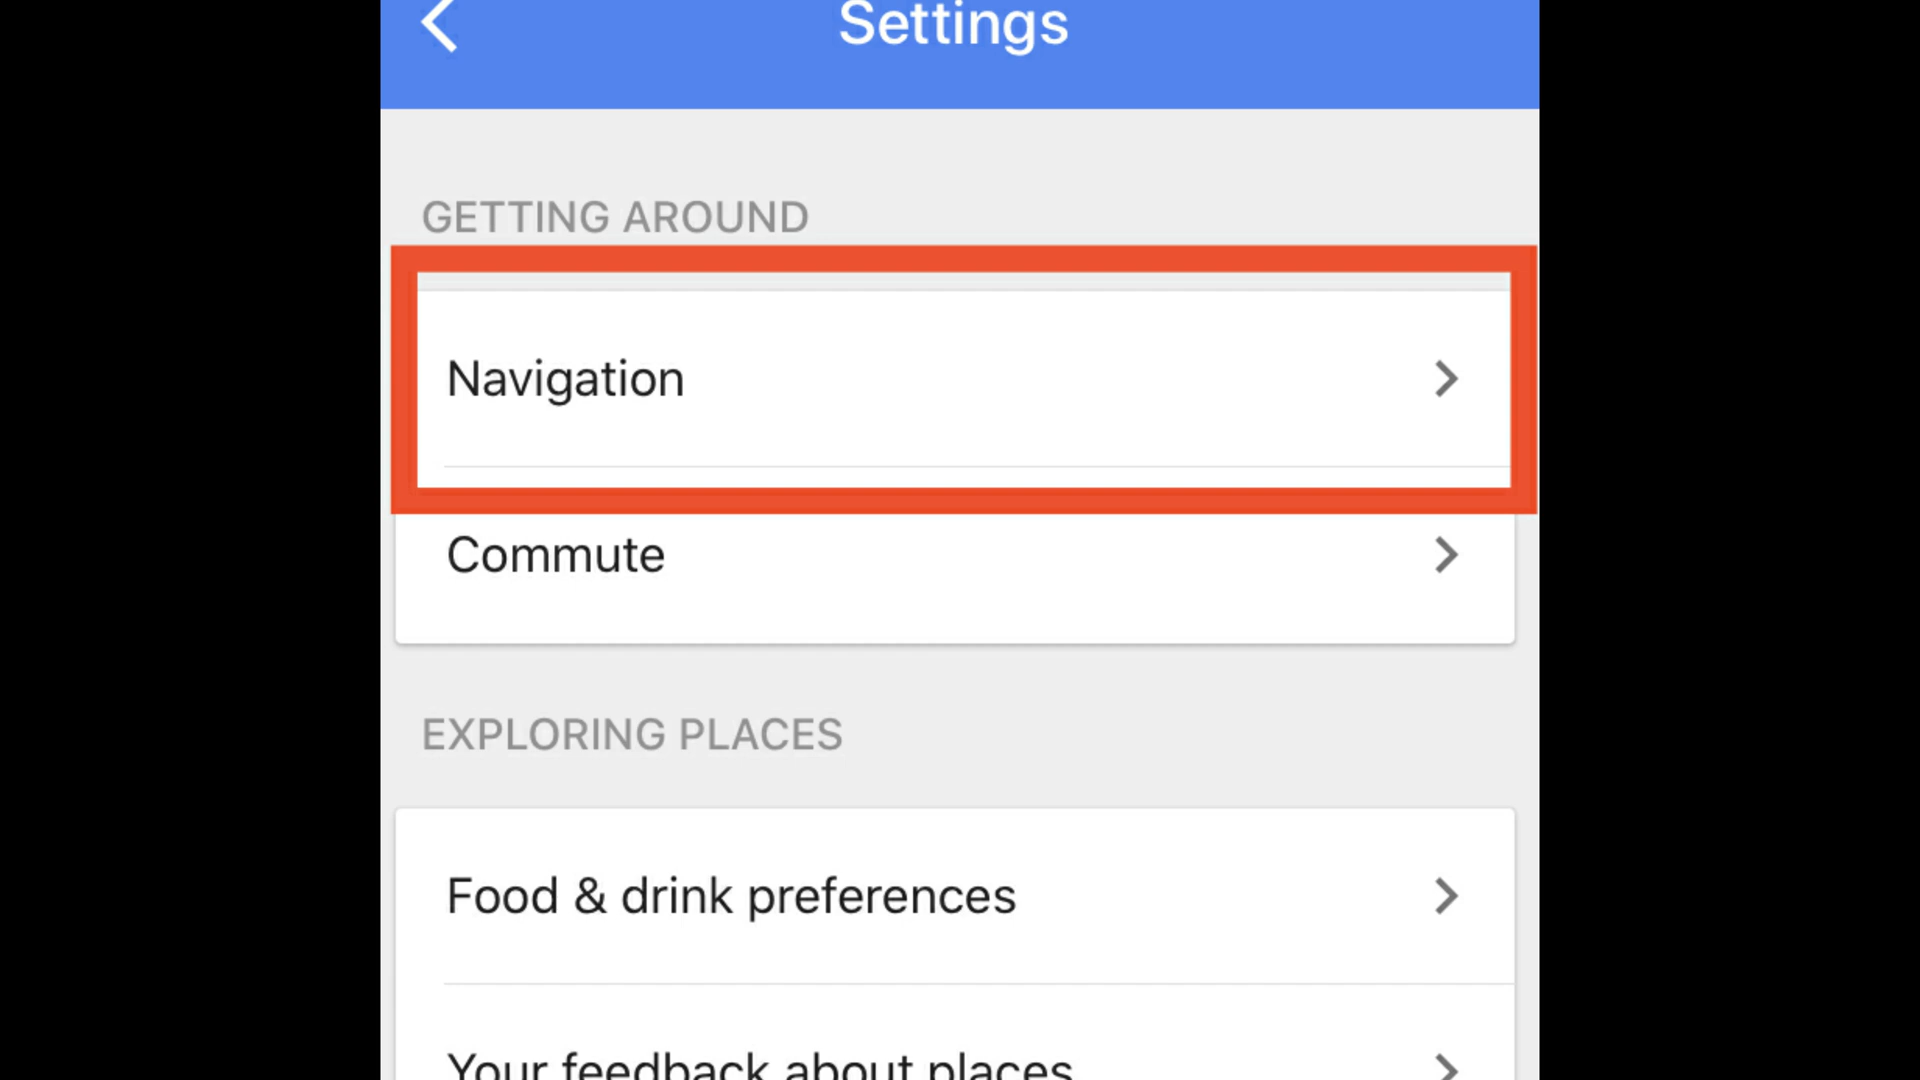 Settings
GETTING AROUND
Navigation
Commute
EXPLORING PLACES
Food & drink preferences
Your feedback about places